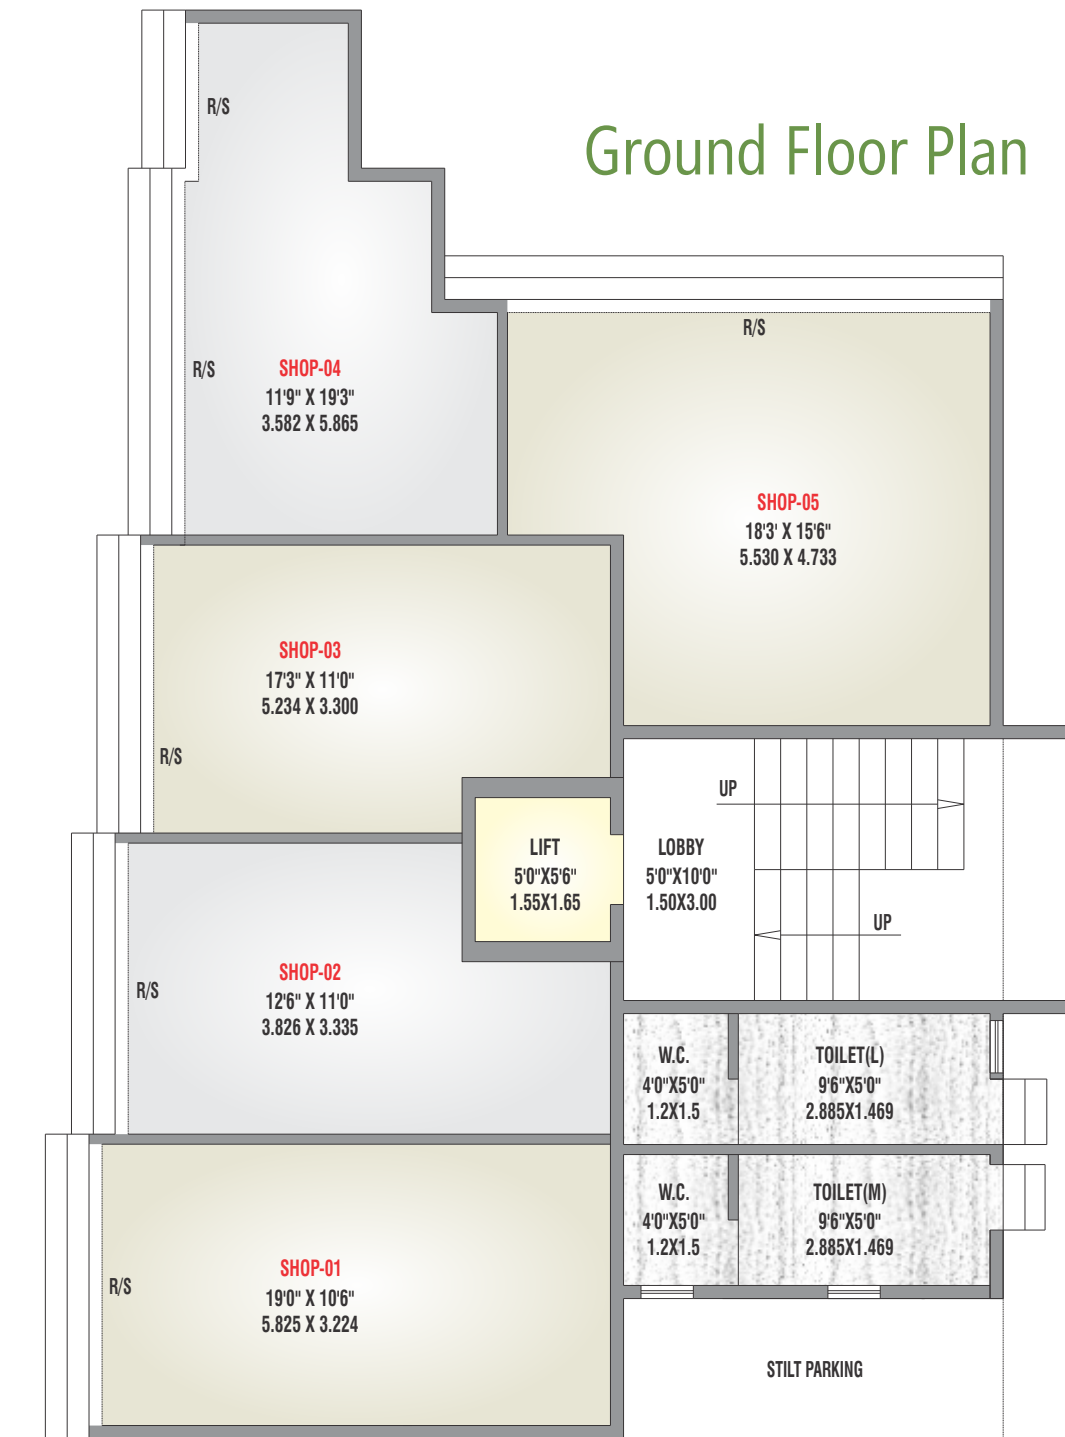 Ground Floor Plan
R/S
R/S
SHOP-04
11'9" X 19'3"
3.582 X 5.865
R/S
SHOP-05
18'3' X 15'6"
5.530 X 4.733
SHOP-03
17'3" X 11'0"
5.234 X 3.300
R/S
UP
LIFT
5'0"X5'6"
1.55X1.65
LOBBY
5'0"X10'0"
1.50X3.00
UP
SHOP-02
12'6" X 11'0"
3.826 X 3.335
R/S
W.C.
4'0"X5'0"
1.2X1.5
TOILET(L)
9'6"X5'0"
2.885X1.469
W.C.
4'0"X5'0"
1.2X1.5
TOILET(M)
9'6"X5'0"
2.885X1.469
SHOP-01
19'0" X 10'6"
5.825 X 3.224
R/S
STILT PARKING